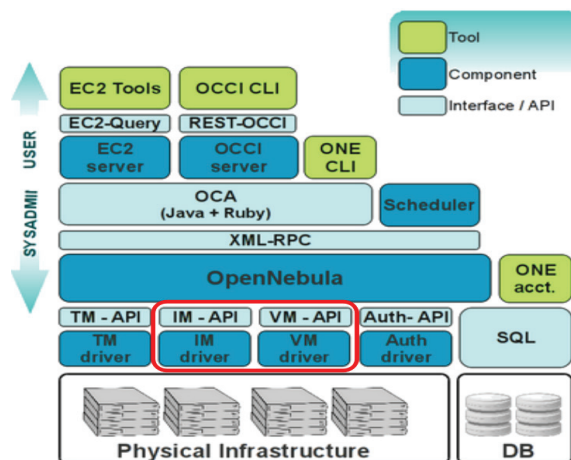 Tool
Component
Interface / API
USER
SYSADMII
EC2 Tools
OCCI CLI
EC2-Query
REST-OCCI
EC2
server
OCCI
server
ONE
CLI
OCA
(Java + Ruby)
Scheduler
XML-RPC
OpenNebula
ONE
acct.
TM - API
IM - API
VM - API
Auth- API
TM
driver
IM
driver
VM
driver
Auth
driver
SQL
Physical Infrastructure
DB